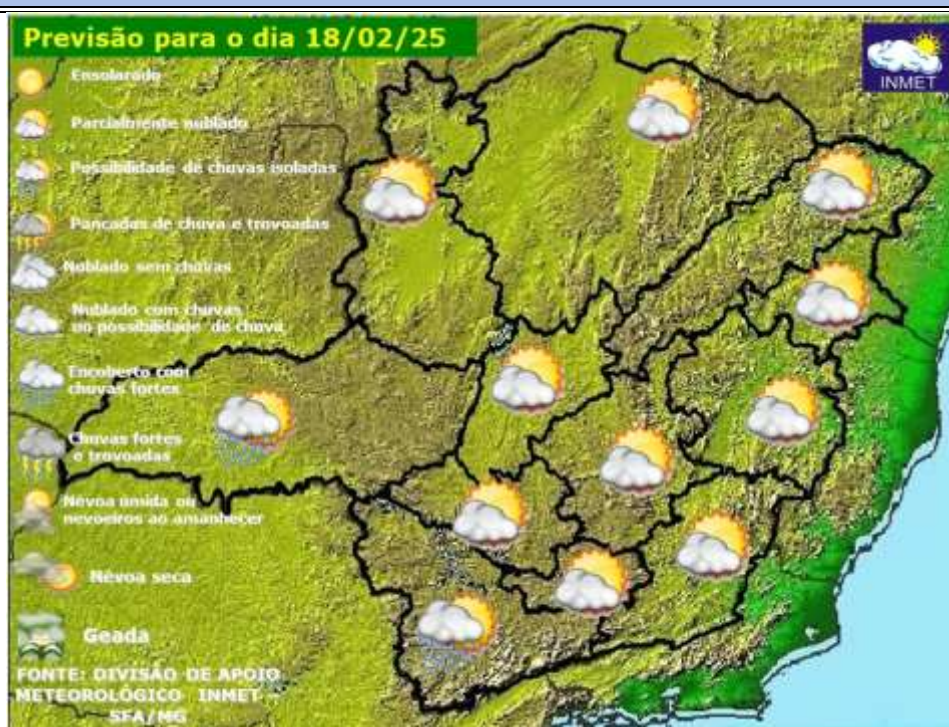 Previsão para o dia 18/02/25
INMET
Ensolarado
Parcialmente nublado
Possibilidade de chuvas isoladas
Pancadas de chuva e trovoadas
Nublado sem chuvas
Nublado com chuvas
ou possibilidade de chuva
Encoberto com
chuvas fortes
Chuvas fortes
e trovoadas
Névoa úmida ou
nevoeiros ao amanhecer
Névoa seca
Geada
FONTE: DIVISÃO DE APOIO
METEOROLÓGICO INMET -
SFA/MG